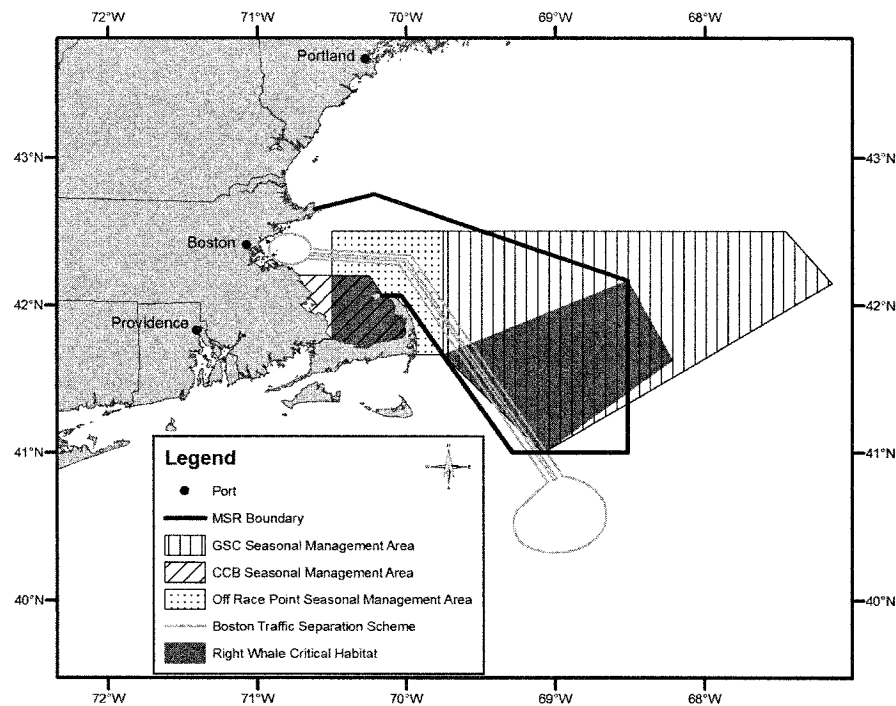 72°W 71°W 70°W 69°W 68°W
Portland
43°N 43°N
Boston
42°N 42°N
Providence
41°N 41°N
Legend
N
W E
S
Port
MSR Boundary
GSC Seasonal Management Area
CCB Seasonal Management Area
Off Race Point Seasonal Management Area
Boston Traffic Separation Scheme
Right Whale Critical Habitat
40°N 40°N
72°W 71°W 70°W 69°W 68°W